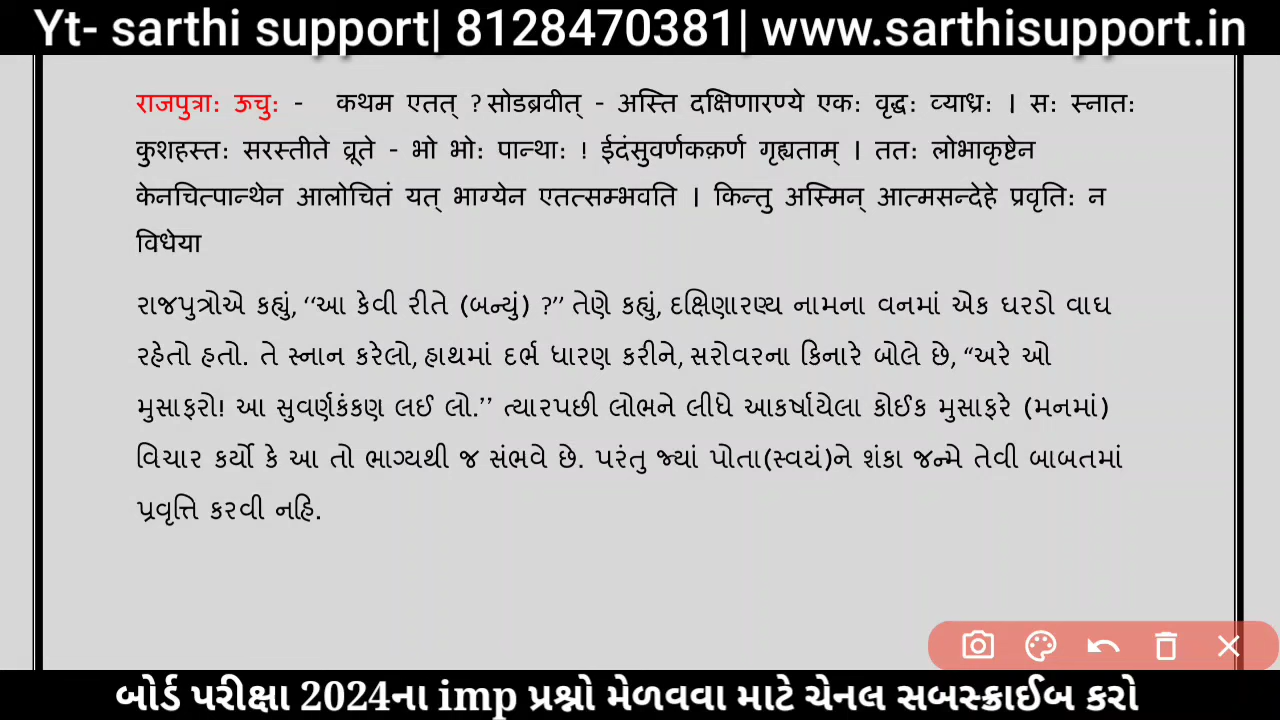 Yt- sarthi support| 8128470381| www.sarthisupport.in
राजपुत्राः ऊचुः - कथम एतत् ? सोडब्रवीत् - अस्ति दक्षिणारण्ये एकः वृद्धः व्याध्रः । सः स्नातः
कुशहस्तः सरस्तीते व्रूते - भो भोः पान्थाः ! ईदंसुवर्णकक़र्ण गृह्यताम् । ततः लोभाकृष्टेन
केनचित्पान्थेन आलोचितं यत् भाग्येन एतत्सम्भवति । किन्तु अस्मिन् आत्मसन्देहे प्रवृतिः न
विधेया
રાજપુત્રોએ કહ્યું, ‘‘આ કેવી રીતે (બન્યું) ?’’ તેણે કહ્યું, દક્ષિણારણ્ય નામના વનમાં એક ઘરડો વાઘ
રહેતો હતો. તે સ્નાન કરેલો, હાથમાં દર્ભ ધારણ કરીને, સરોવરના કિનારે બોલે છે, “અરે ઓ
મુસાફરો! આ સુવર્ણકંકણ લઈ લો.’’ ત્યારપછી લોભને લીધે આકર્ષાયેલા કોઈક મુસાફરે (મનમાં)
વિચાર કર્યો કે આ તો ભાગ્યથી જ સંભવે છે. પરંતુ જ્યાં પોતા(સ્વયં)ને શંકા જન્મે તેવી બાબતમાં
પ્રવૃત્તિ કરવી નહિ.
બોર્ડ પરીક્ષા 2024ના imp પ્રશ્નો મેળવવા માટે ચેનલ સબસ્ક્રાઈબ કરો